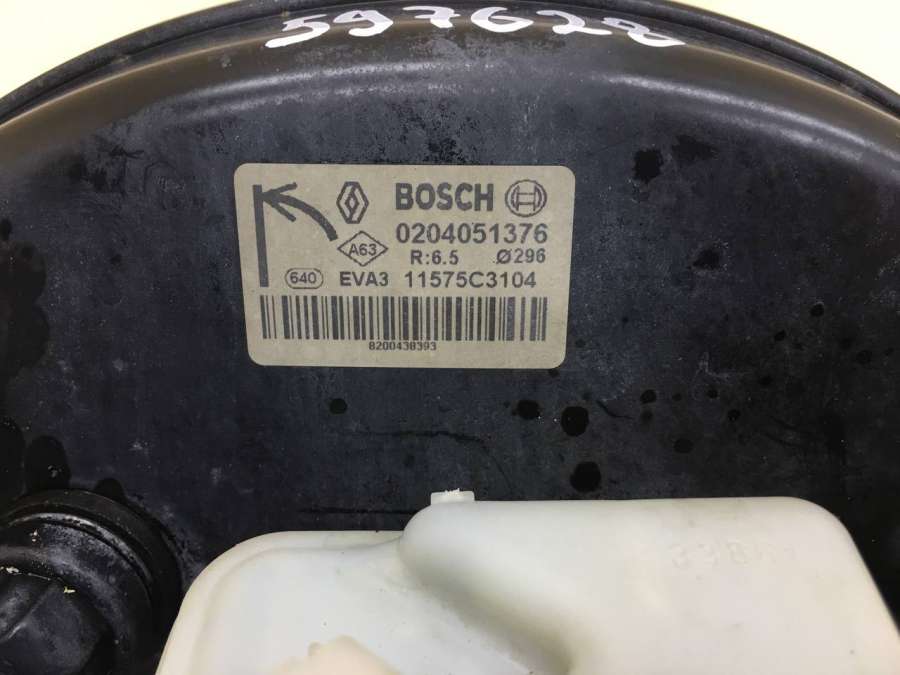 597628
BOSCH
A63 0204051376
R:6.5 Ø296
640 EVA3 11575C3104
8200438393